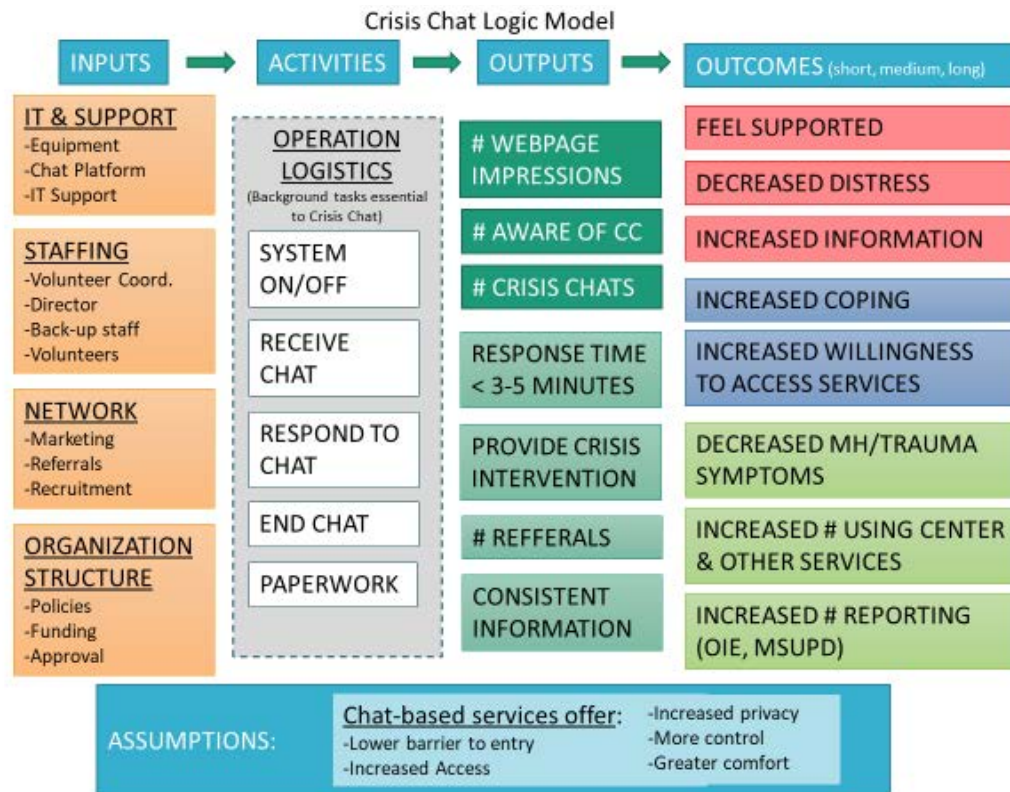 Crisis Chat Logic Model
INPUTS
ACTIVITIES
OUTPUTS
OUTCOMES (short, medium, long)
IT & SUPPORT
-Equipment
-Chat Platform
-IT Support
STAFFING
-Volunteer Coord.
-Director
-Back-up staff
-Volunteers
NETWORK
-Marketing
-Referrals
-Recruitment
ORGANIZATION
STRUCTURE
-Policies
-Funding
-Approval
OPERATION
LOGISTICS
(Background tasks essential
to Crisis Chat)
SYSTEM
ON/OFF
RECEIVE
CHAT
RESPOND TO
CHAT
END CHAT
PAPERWORK
# WEBPAGE
IMPRESSIONS
# AWARE OF CC
# CRISIS CHATS
RESPONSE TIME
< 3-5 MINUTES
PROVIDE CRISIS
INTERVENTION
# REFFERALS
CONSISTENT
INFORMATION
FEEL SUPPORTED
DECREASED DISTRESS
INCREASED INFORMATION
INCREASED COPING
INCREASED WILLINGNESS
TO ACCESS SERVICES
DECREASED MH/TRAUMA
SYMPTOMS
INCREASED # USING CENTER
& OTHER SERVICES
INCREASED # REPORTING
(OIE, MSUPD)
ASSUMPTIONS:
Chat-based services offer:
-Lower barrier to entry
-Increased Access
-Increased privacy
-More control
-Greater comfort